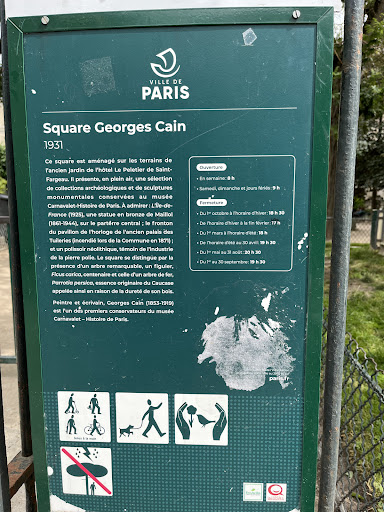 VILLE DE
PARIS
Square Georges Cain
1931
Ce square est aménagé sur les terrains de
l'ancien jardin de l'hôtel Le Peletier de Saint-
Fargeau. Il présente, en plein air, une sélection
de collections archéologiques et de sculptures
monumentales conservées au musée
Carnavalet-Histoire de Paris. À admirer : L'Île-de-
France (1925), une statue en bronze de Maillol
(1861-1944), sur le parterre central ; le fronton
du pavillon de l'horloge de l'ancien palais des
Tuileries (incendié lors de la Commune en 1871) ;
et un polissoir néolithique, témoin de l'industrie
de la pierre polie. Le square se distingue par la
présence d'un arbre remarquable, un figuier,
Ficus carica, centenaire et celle d'un arbre de fer,
Parrotia persica, essence originaire du Caucase
appelée ainsi en raison de la dureté de son bois.
Peintre et écrivain, Georges Cain (1853-1919)
est l'un des premiers conservateurs du musée
Carnavalet – Histoire de Paris.
Ouverture
• En semaine: 8 h
• Samedi, dimanche et jours fériés : 9 h
Fermeture
• Du 1er octobre à l'horaire d'hiver: 18 h 30
• De l'horaire d'hiver à la fin février : 17 h
• Du 1er mars à l'horaire d'été: 18 h
• De l'horaire d'été au 30 avril: 19 h 30
• Du 1er mai au 31 août: 20 h 30
• Du 1er au 30 septembre : 19 h 30
paris.fr